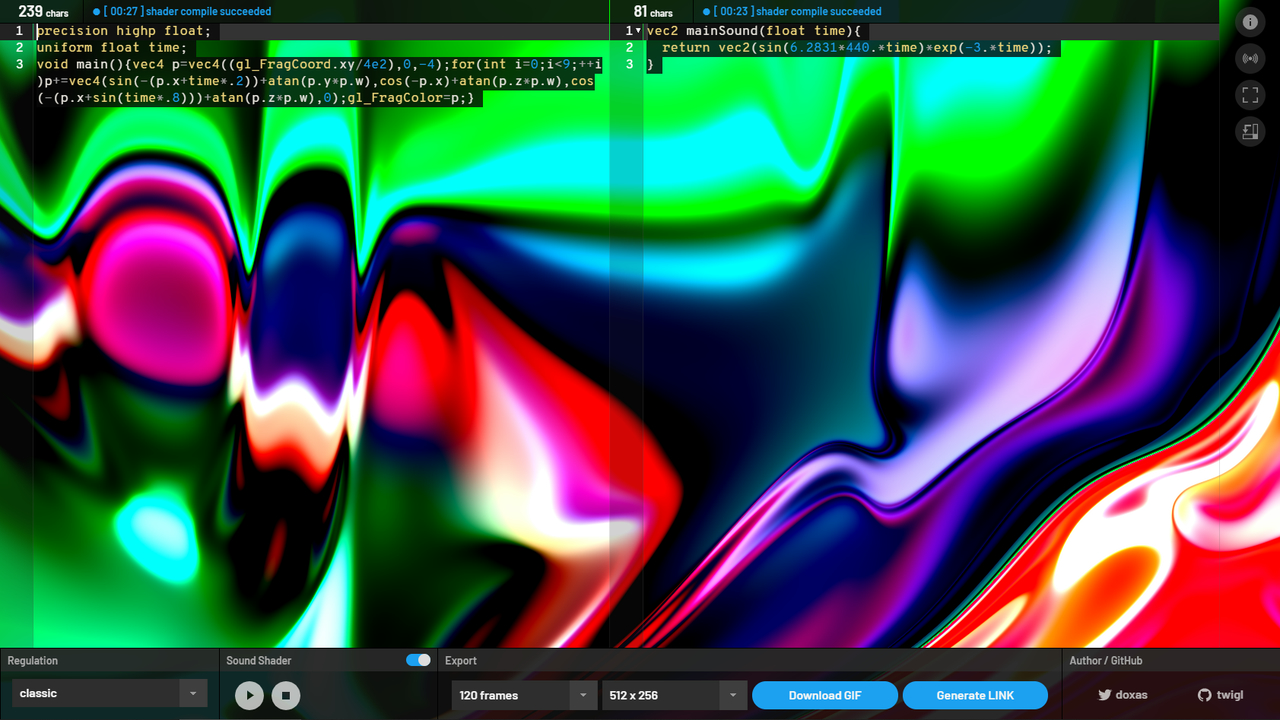 239 chars
[ 00:27 ] shader compile succeeded
1 precision highp float;
2 uniform float time;
3 void main(){vec4 p=vec4((gl_FragCoord.xy/4e2),0,-4);for(int i=0;i<9;++i
)p+=vec4(sin(-(p.x+time*.2))+atan(p.y*p.w),cos(-p.x)+atan(p.z*p.w),cos
(-(p.x+sin(time*.8)))+atan(p.z*p.w),0);gl_FragColor=p;}
81 chars
[ 00:23 ] shader compile succeeded
1 vec2 mainSound(float time){
2 return vec2(sin(6.2831*440.*time)*exp(-3.*time));
3 }
Regulation
classic
Sound Shader
Export
120 frames
512 x 256
Download GIF
Generate LINK
Author / GitHub
doxas
twigl